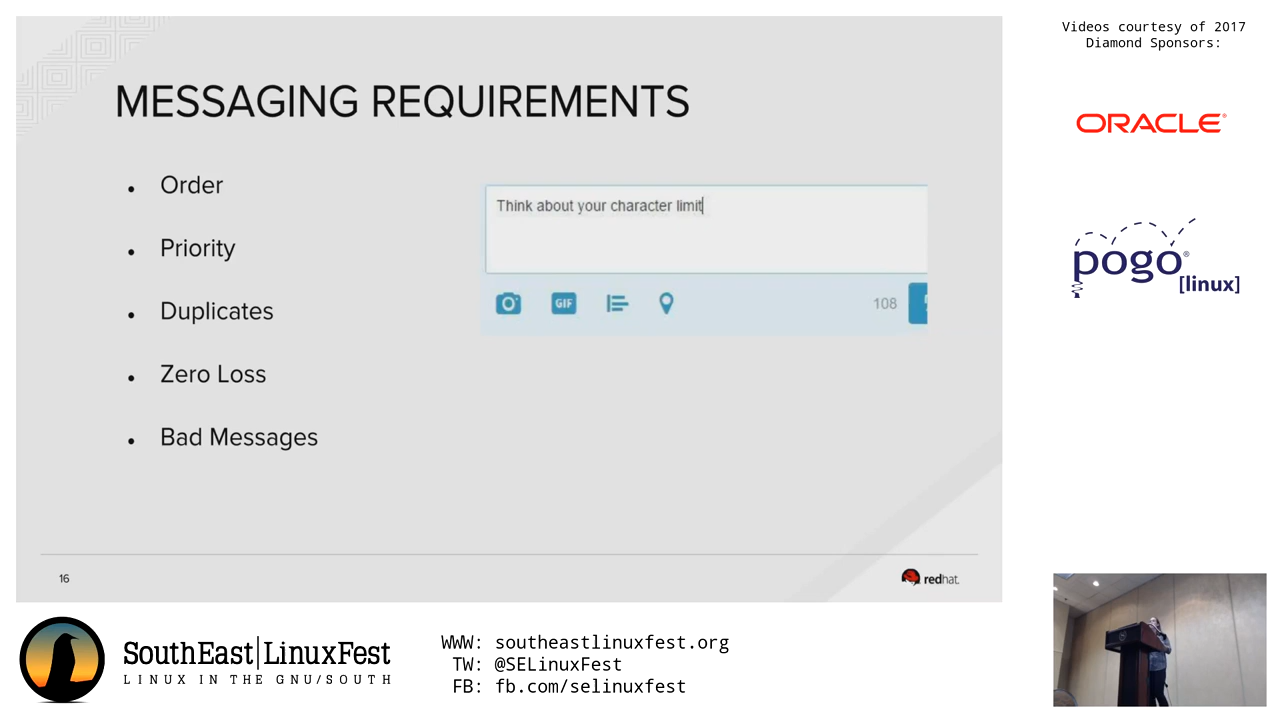 MESSAGING REQUIREMENTS
Order
Priority
Duplicates
Zero Loss
Bad Messages
Think about your character limit
GIF
108
16
redhat.
Videos courtesy of 2017
Diamond Sponsors:
ORACLE®
pogo®
[linux]
SouthEast|LinuxFest
LINUX IN THE GNU/SOUTH
WWW: southeastlinuxfest.org
TW: @SELinuxFest
FB: fb.com/selinuxfest